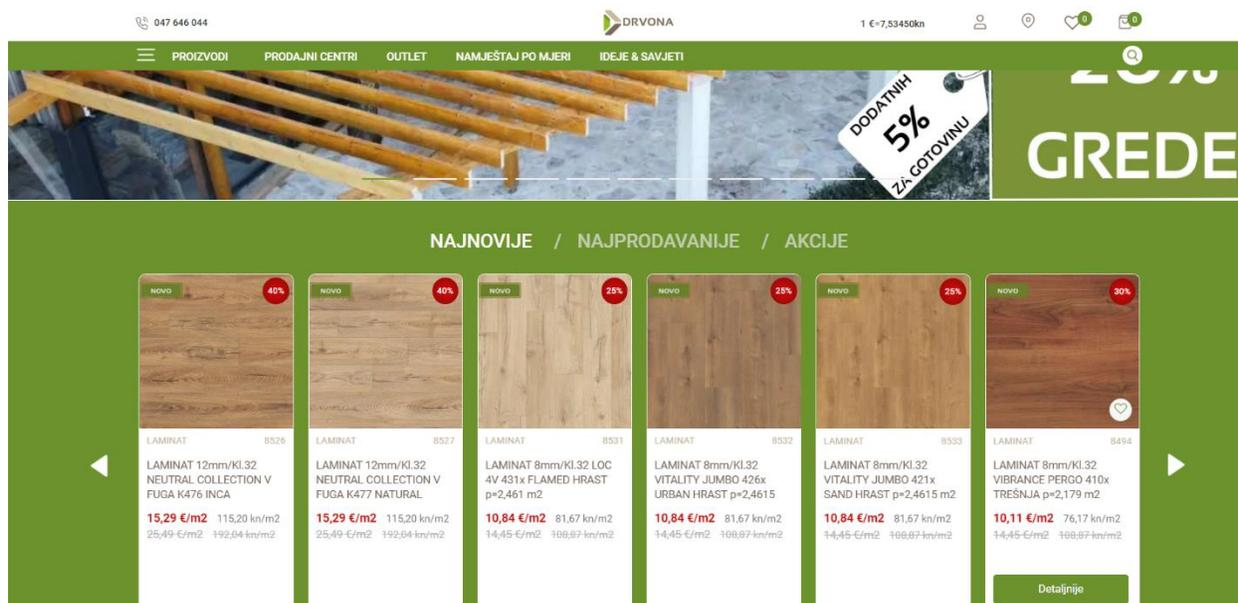 047 646 044
DRVONA
1 €=7,53450kn
0
0
PROIZVODI
PRODAJNI CENTRI
OUTLET
NAMJEŠTAJ PO MJERI
IDEJE & SAVJETI
DODATNIH
5%
ZA GOTOVINU
20%
GREDE
NAJNOVIJE / NAJPRODAVANIJE / AKCIJE
NOVO
40%
LAMINAT 8526
LAMINAT 12mm/Kl.32
NEUTRAL COLLECTION V
FUGA K476 INCA
15,29 €/m2 115,20 kn/m2
25,49 €/m2 192,04 kn/m2
NOVO
40%
LAMINAT 8527
LAMINAT 12mm/Kl.32
NEUTRAL COLLECTION V
FUGA K477 NATURAL
15,29 €/m2 115,20 kn/m2
25,49 €/m2 192,04 kn/m2
NOVO
25%
LAMINAT 8531
LAMINAT 8mm/Kl.32 LOC
4V 431x FLAMED HRAST
p=2,461 m2
10,84 €/m2 81,67 kn/m2
14,45 €/m2 108,87 kn/m2
NOVO
25%
LAMINAT 8532
LAMINAT 8mm/Kl.32
VITALITY JUMBO 426x
URBAN HRAST p=2,4615
10,84 €/m2 81,67 kn/m2
14,45 €/m2 108,87 kn/m2
NOVO
25%
LAMINAT 8533
LAMINAT 8mm/Kl.32
VITALITY JUMBO 421x
SAND HRAST p=2,4615 m2
10,84 €/m2 81,67 kn/m2
14,45 €/m2 108,87 kn/m2
NOVO
30%
LAMINAT 8494
LAMINAT 8mm/Kl.32
VIBRANCE PERGO 410x
TREŠNJA p=2,179 m2
10,11 €/m2 76,17 kn/m2
14,45 €/m2 108,87 kn/m2
Detaljnije